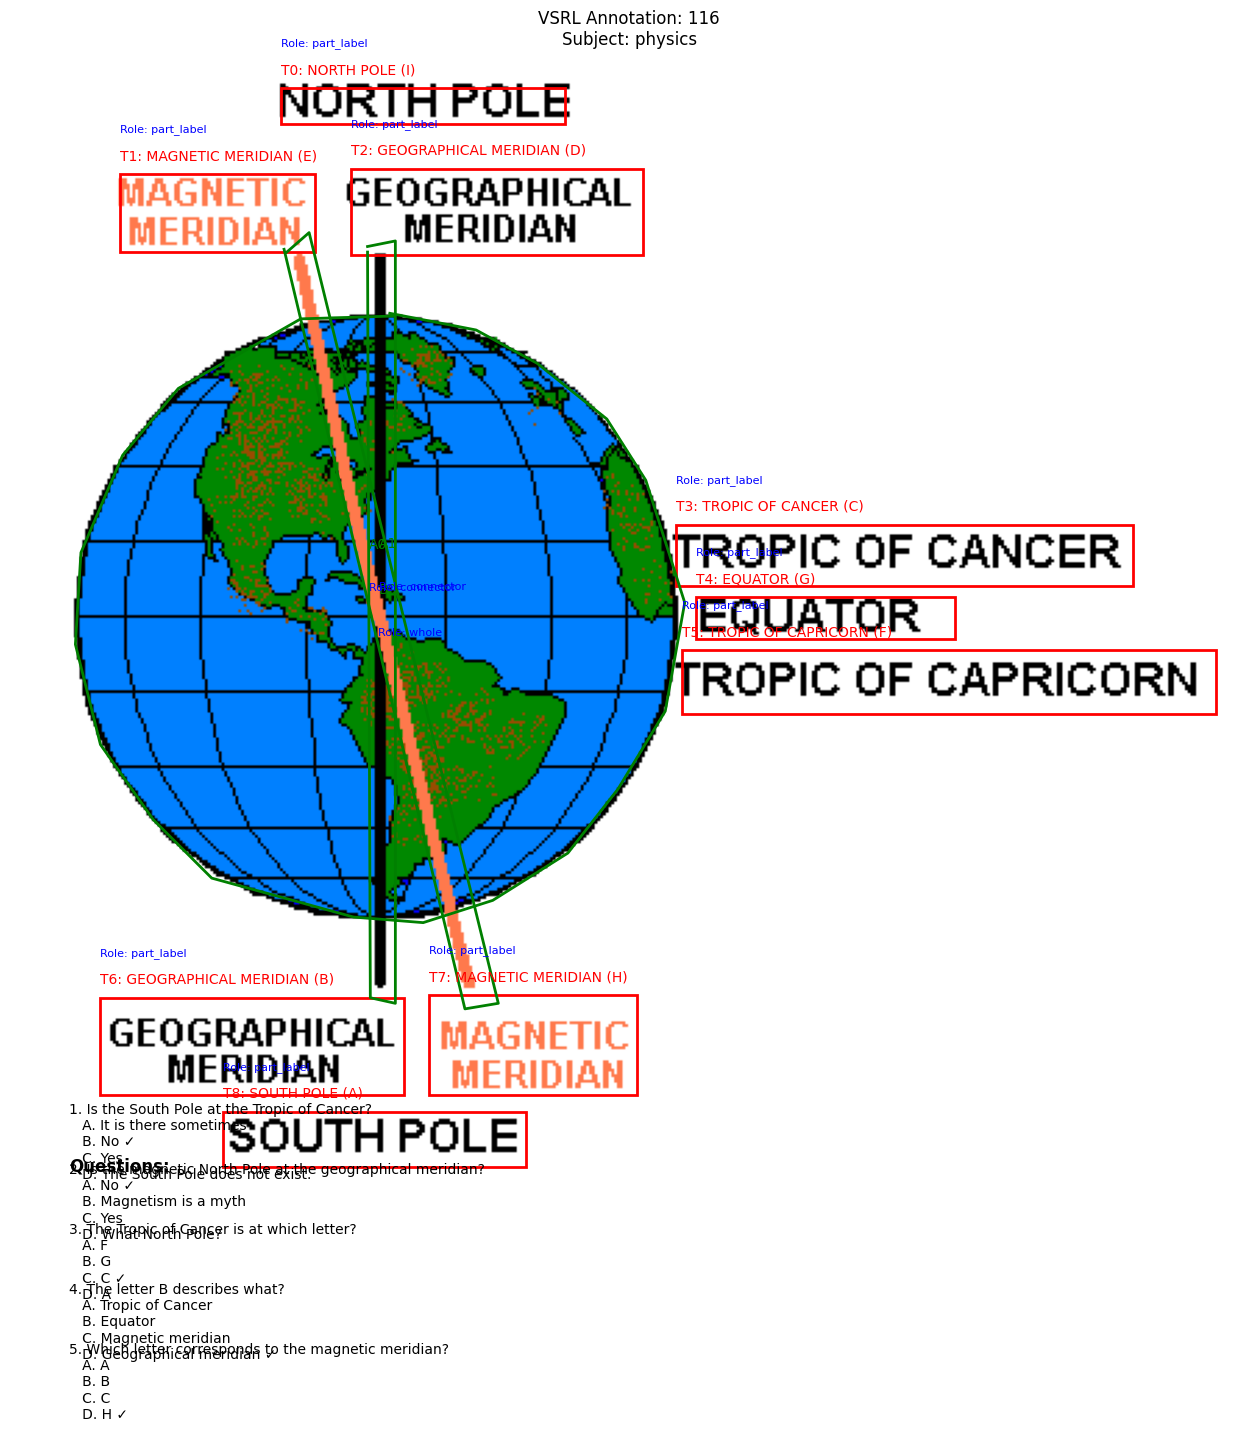 VSRL Annotation: 116
Subject: physics
Role: part_label
T0: NORTH POLE (I)
NORTH POLE
Role: part_label
T1: MAGNETIC MERIDIAN (E)
MAGNETIC
MERIDIAN
Role: part_label
T2: GEOGRAPHICAL MERIDIAN (D)
GEOGRAPHICAL
MERIDIAN
Role: part_label
T3: TROPIC OF CANCER (C)
TROPIC OF CANCER
Role: part_label
T4: EQUATOR (G)
EQUATOR
Role: part_label
T5: TROPIC OF CAPRICORN (F)
TROPIC OF CAPRICORN
Role: connector
Role: connector
Role: whole
Role: part_label
T6: GEOGRAPHICAL MERIDIAN (B)
GEOGRAPHICAL
MERIDIAN
Role: part_label
T7: MAGNETIC MERIDIAN (H)
MAGNETIC
MERIDIAN
Role: part_label
T8: SOUTH POLE (A)
SOUTH POLE
Questions:
1. Is the South Pole at the Tropic of Cancer?
A. It is there sometimes
B. No ✓
C. Yes
D. The South Pole does not exist.
2. Is the Magnetic North Pole at the geographical meridian?
A. No ✓
B. Magnetism is a myth
C. Yes
D. What North Pole?
3. The Tropic of Cancer is at which letter?
A. F
B. G
C. C ✓
D. A
4. The letter B describes what?
A. Tropic of Cancer
B. Equator
C. Magnetic meridian
D. Geographical meridian ✓
5. Which letter corresponds to the magnetic meridian?
A. A
B. B
C. C
D. H ✓